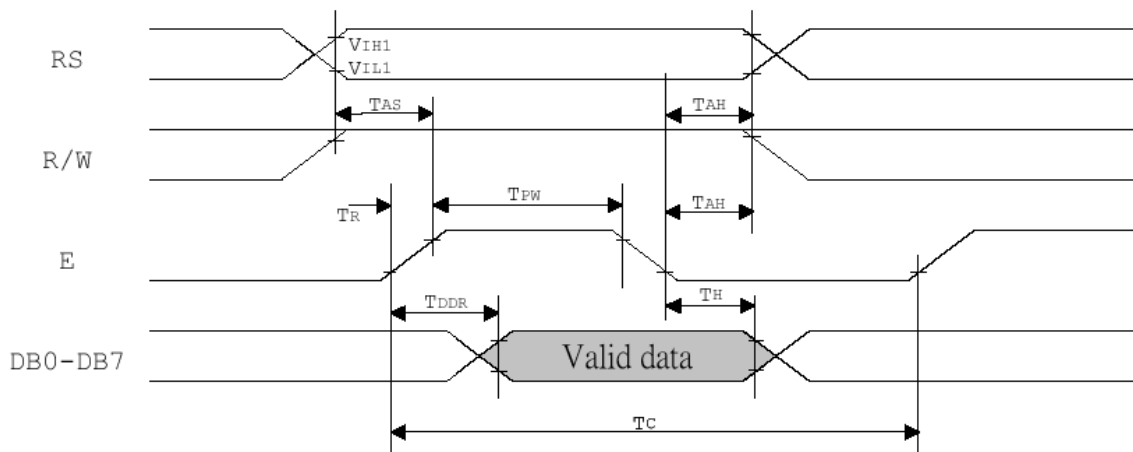 RS
VIH1
VIL1
TAS
TAH
R/W
TPW
TAH
TR
E
TDDR
TH
DB0-DB7
Valid data
TC